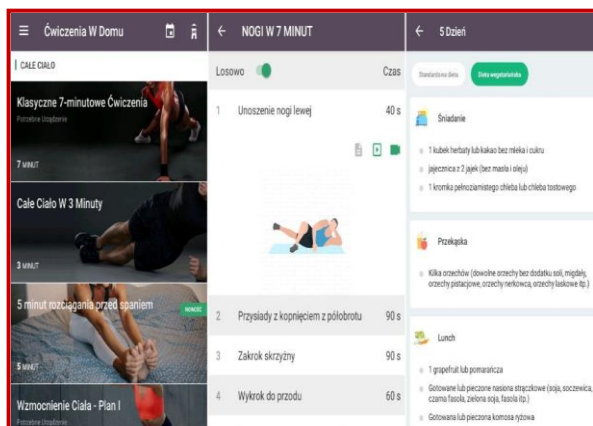 Ćwiczenia W Domu
CAŁE CIAŁO
Klasyczne 7-minutowe Ćwiczenia
Potrzebne Urządzenie
7 MINUT
Całe Ciało W 3 Minuty
3 MINUT
5 minut rozciągania przed spaniem
NOWOŚĆ
5 MINUT
Wzmocnienie Ciała - Plan I
Potrzebne Urządzenie
NOGI W 7 MINUT
Losowo Czas
1 Unoszenie nogi lewej 40 s
2 Przysiady z kopnięciem z półobrotu 90 s
3 Zakrok skrzyżny 90 s
4 Wykrok do przodu 60 s
5 Dzień
Standardowa dieta Dieta wegetariańska
Śniadanie
1 kubek herbaty lub kakao bez mleka i cukru
jajecznica z 2 jajek (bez masła i oleju)
1 kromka pełnoziarnistego chleba lub chleba tostowego
Przekąska
Kilka orzechów (dowolne orzechy bez dodatku soli, migdały,
orzechy pistacjowe, orzechy nerkowca, orzechy laskowe itp.)
Lunch
1 grapefruit lub pomarańcza
Gotowane lub pieczone nasiona strączkowe (soja, soczewica,
czarna fasola, zielona soja, fasola itp.)
Gotowana lub pieczona komosa ryżowa